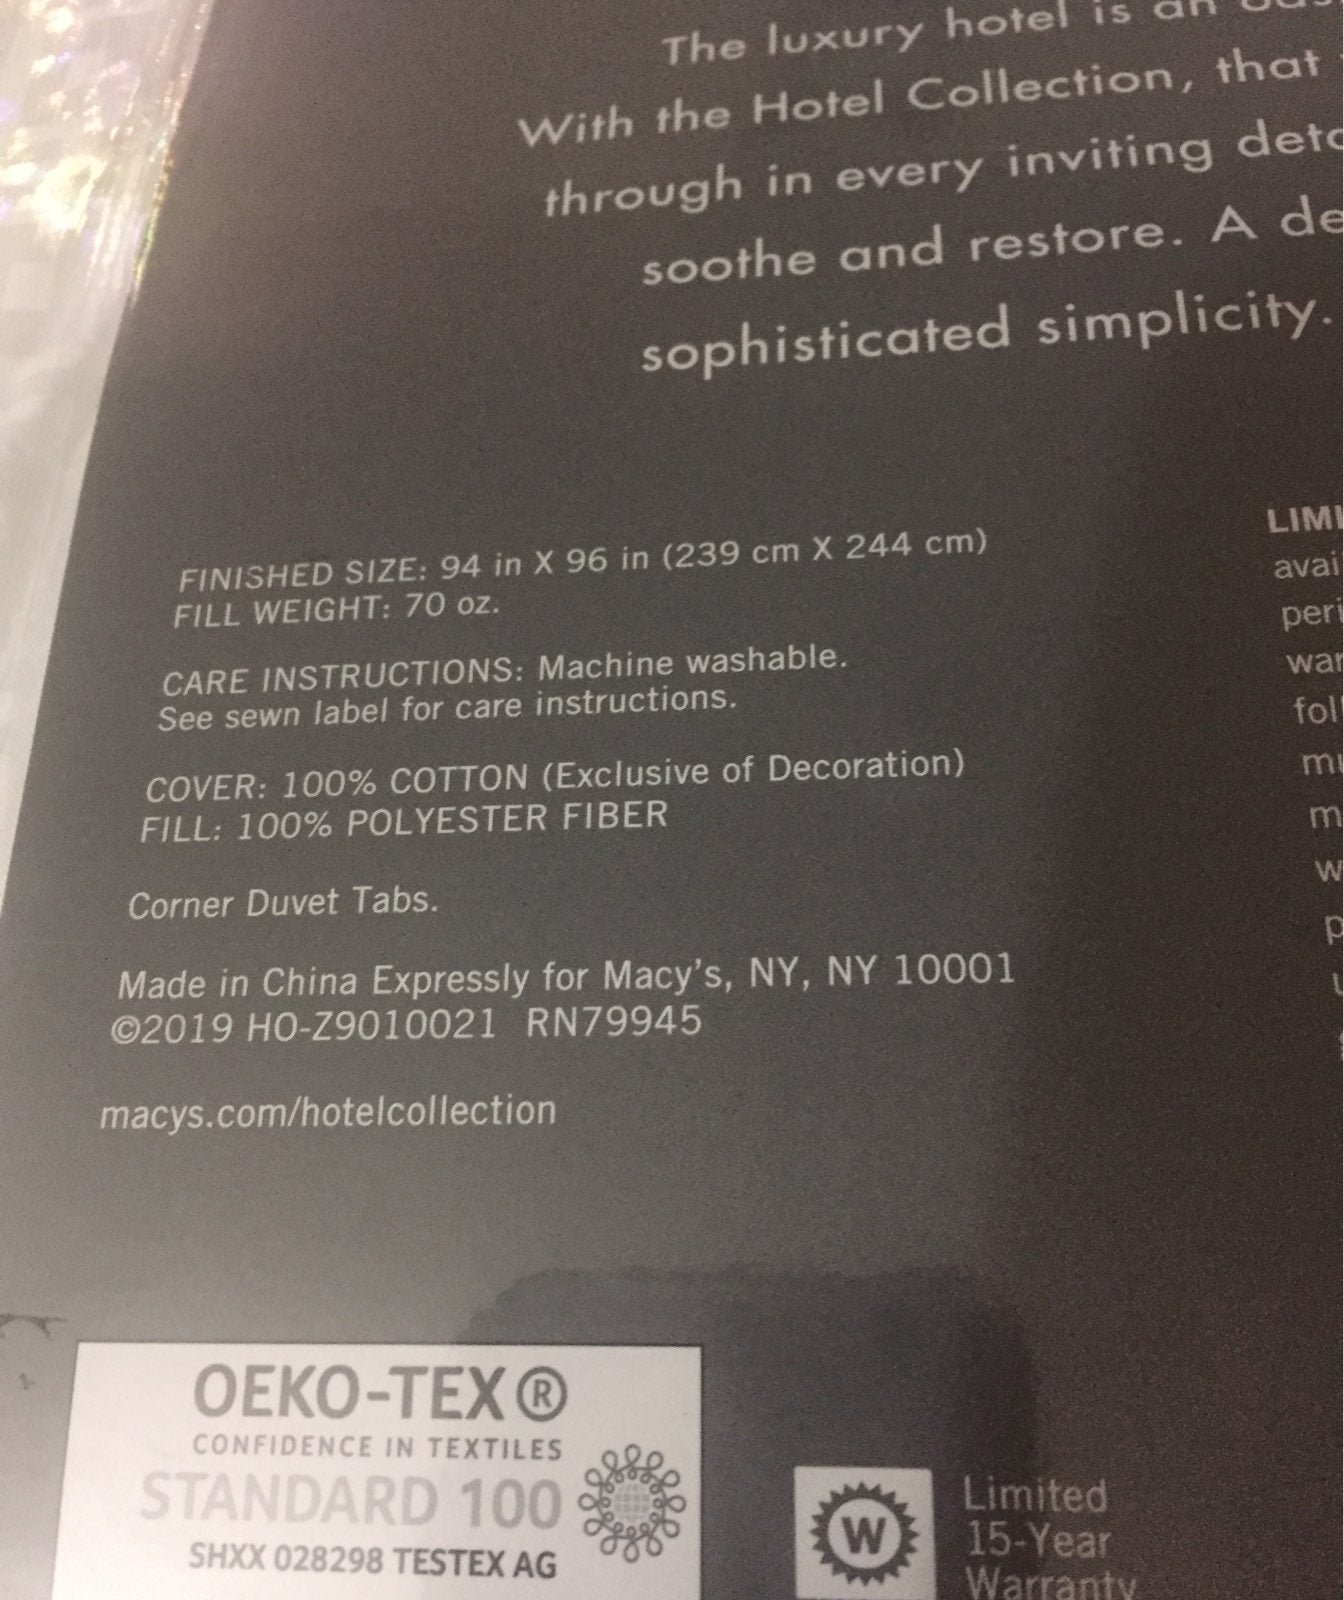 The luxury hotel is an
With the Hotel Collection, that
through in every inviting
soothe and restore. A
sophisticated simplicity.
FINISHED SIZE: 94 in X 96 in (239 cm X 244 cm)
FILL WEIGHT: 70 oz.
CARE INSTRUCTIONS: Machine washable.
See sewn label for care instructions.
COVER: 100% COTTON (Exclusive of Decoration)
FILL: 100% POLYESTER FIBER
Corner Duvet Tabs.
Made in China Expressly for Macy's, NY, NY 10001
©2019 HO-Z9010021 RN79945
macys.com/hotelcollection
OEKO-TEX®
CONFIDENCE IN TEXTILES
STANDARD 100
SHXX 028298 TESTEX AG
W
Limited
15-Year
Warranty